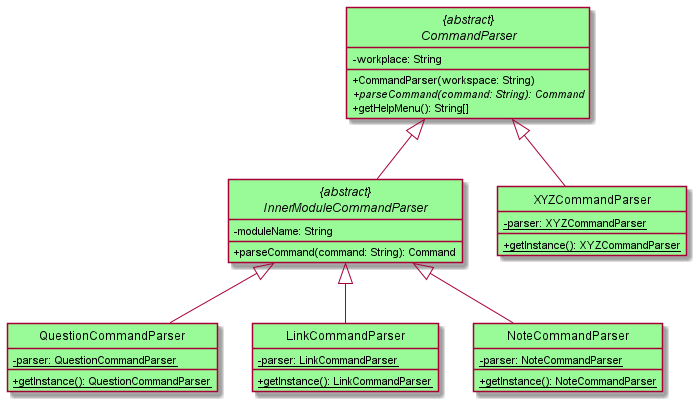 {abstract}
CommandParser
-workplace: String
+CommandParser(workspace: String)
+parseCommand(command: String): Command
+getHelpMenu(): String[]
{abstract}
InnerModuleCommandParser
-moduleName: String
+parseCommand(command: String): Command
XYZCommandParser
-parser: XYZCommandParser
+getInstance(): XYZCommandParser
QuestionCommandParser
-parser: QuestionCommandParser
+getInstance(): QuestionCommandParser
LinkCommandParser
-parser: LinkCommandParser
+getInstance(): LinkCommandParser
NoteCommandParser
-parser: NoteCommandParser
+getInstance(): NoteCommandParser